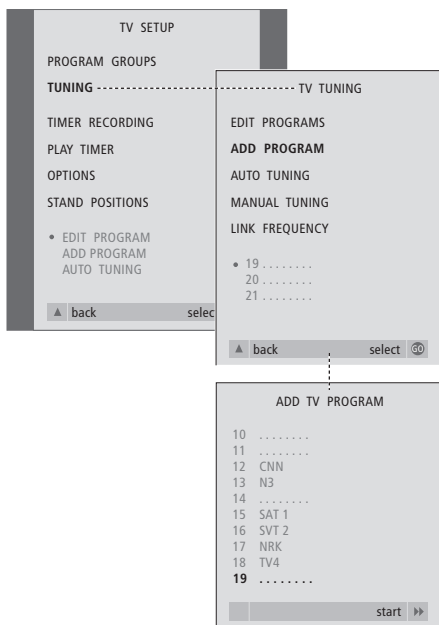 TV SETUP
PROGRAM GROUPS
TUNING
TIMER RECORDING
PLAY TIMER
OPTIONS
STAND POSITIONS
• EDIT PROGRAM
ADD PROGRAM
AUTO TUNING
▲ back selec
TV TUNING
EDIT PROGRAMS
ADD PROGRAM
AUTO TUNING
MANUAL TUNING
LINK FREQUENCY
• 19 ........
20 ........
21 ........
▲ back select GO
ADD TV PROGRAM
10 ........
11 ........
12 CNN
13 N3
14 ........
15 SAT 1
16 SVT 2
17 NRK
18 TV4
19 ........
start ▶▶